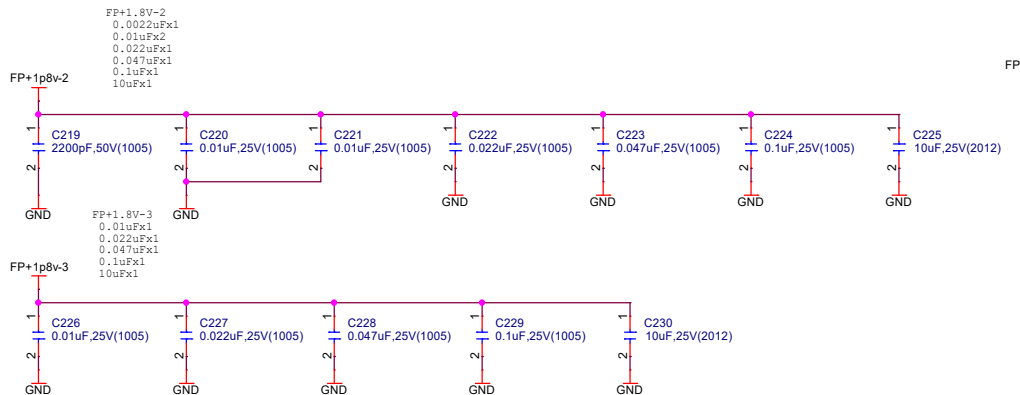 FP+1.8V-2
0.0022uFx1
0.01uFx2
0.022uFx1
0.047uFx1
0.1uFx1
10uFx1
FP
FP+1p8v-2
1
C219
2200pF,50V(1005)
2
GND
1
C220
0.01uF,25V(1005)
2
GND
1
C221
0.01uF,25V(1005)
2
1
C222
0.022uF,25V(1005)
2
GND
1
C223
0.047uF,25V(1005)
2
GND
1
C224
0.1uF,25V(1005)
2
GND
1
C225
10uF,25V(2012)
2
GND
FP+1.8V-3
0.01uFx1
0.022uFx1
0.047uFx1
0.1uFx1
10uFx1
FP+1p8v-3
1
C226
0.01uF,25V(1005)
2
GND
1
C227
0.022uF,25V(1005)
2
GND
1
C228
0.047uF,25V(1005)
2
GND
1
C229
0.1uF,25V(1005)
2
GND
1
C230
10uF,25V(2012)
2
GND